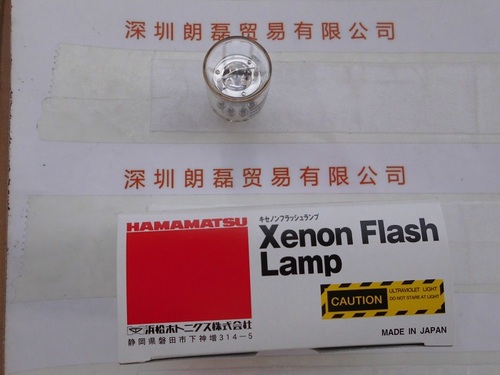 深圳朗磊贸易有限公司
深圳朗磊贸易有限公司
HAMAMATSU
キセノンフラッシュランプ
Xenon Flash
Lamp
CAUTION
ULTRAVIOLET LIGHT
DO NOT STARE AT LIGHT
浜松ホトニクス株式会社
静岡県磐田市下神増314-5
MADE IN JAPAN